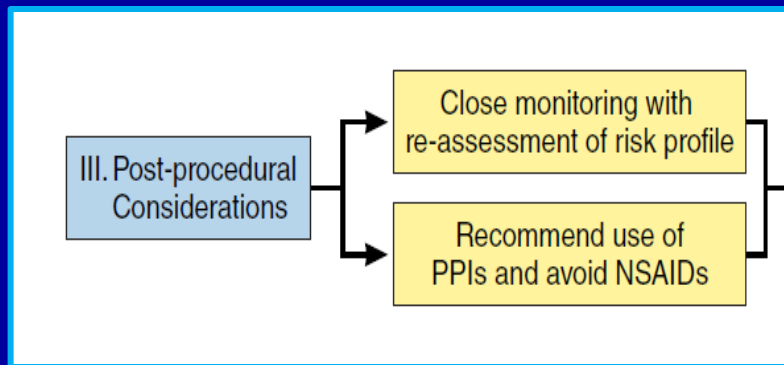 III. Post-procedural
Considerations
Close monitoring with
re-assessment of risk profile
Recommend use of
PPIs and avoid NSAIDs